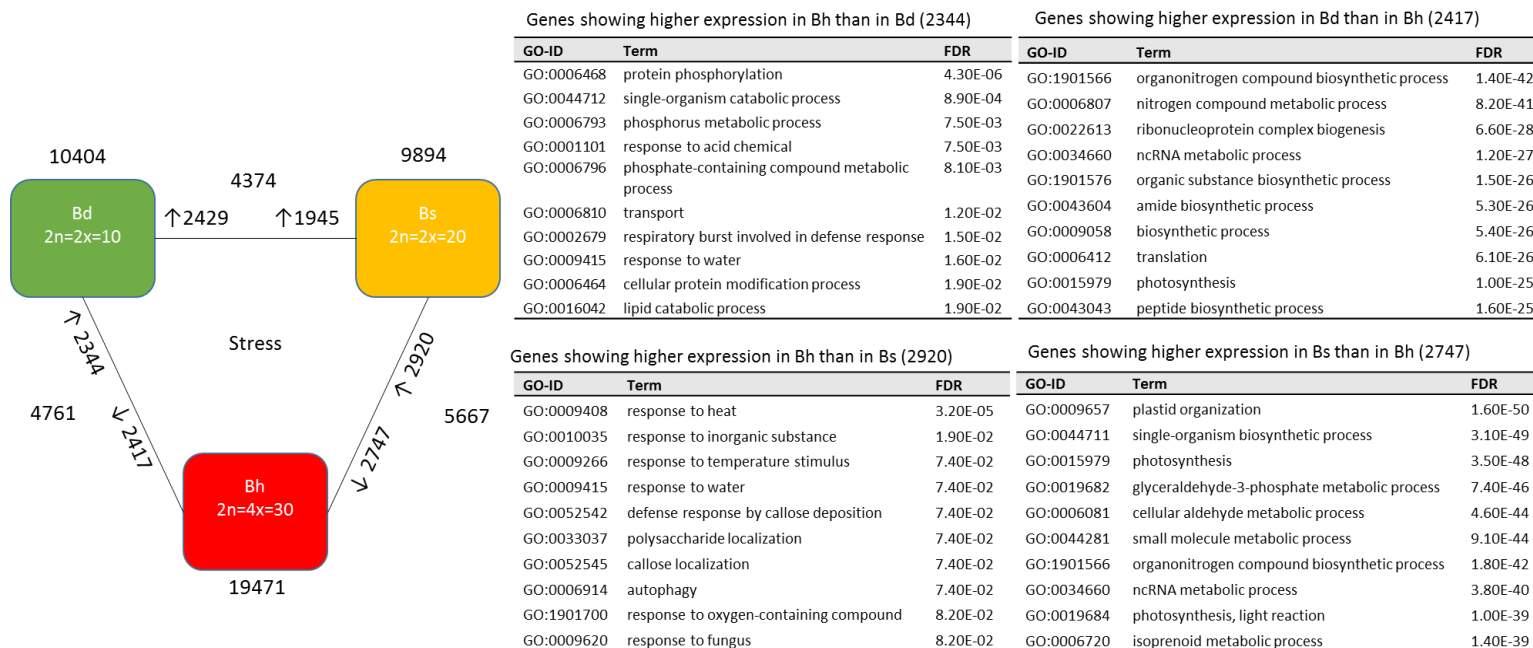 10404
9894
4374
Bd
2n=2x=10
↑2429
↑1945
Bs
2n=2x=20
Stress
↑ 2344
↑ 2920
4761
5667
↓ 2417
↓ 2747
Bh
2n=4x=30
19471
Genes showing higher expression in Bh than in Bd (2344)
GO-ID Term FDR
GO:0006468 protein phosphorylation 4.30E-06
GO:0044712 single-organism catabolic process 8.90E-04
GO:0006793 phosphorus metabolic process 7.50E-03
GO:0001101 response to acid chemical 7.50E-03
GO:0006796 phosphate-containing compound metabolic 8.10E-03
process
GO:0006810 transport 1.20E-02
GO:0002679 respiratory burst involved in defense response 1.50E-02
GO:0009415 response to water 1.60E-02
GO:0006464 cellular protein modification process 1.90E-02
GO:0016042 lipid catabolic process 1.90E-02
Genes showing higher expression in Bd than in Bh (2417)
GO-ID Term FDR
GO:1901566 organonitrogen compound biosynthetic process 1.40E-42
GO:0006807 nitrogen compound metabolic process 8.20E-41
GO:0022613 ribonucleoprotein complex biogenesis 6.60E-28
GO:0034660 ncRNA metabolic process 1.20E-27
GO:1901576 organic substance biosynthetic process 1.50E-26
GO:0043604 amide biosynthetic process 5.30E-26
GO:0009058 biosynthetic process 5.40E-26
GO:0006412 translation 6.10E-26
GO:0015979 photosynthesis 1.00E-25
GO:0043043 peptide biosynthetic process 1.60E-25
Genes showing higher expression in Bh than in Bs (2920)
GO-ID Term FDR
GO:0009408 response to heat 3.20E-05
GO:0010035 response to inorganic substance 1.90E-02
GO:0009266 response to temperature stimulus 7.40E-02
GO:0009415 response to water 7.40E-02
GO:0052542 defense response by callose deposition 7.40E-02
GO:0033037 polysaccharide localization 7.40E-02
GO:0052545 callose localization 7.40E-02
GO:0006914 autophagy 7.40E-02
GO:1901700 response to oxygen-containing compound 8.20E-02
GO:0009620 response to fungus 8.20E-02
Genes showing higher expression in Bs than in Bh (2747)
GO-ID Term FDR
GO:0009657 plastid organization 1.60E-50
GO:0044711 single-organism biosynthetic process 3.10E-49
GO:0015979 photosynthesis 3.50E-48
GO:0019682 glyceraldehyde-3-phosphate metabolic process 7.40E-46
GO:0006081 cellular aldehyde metabolic process 4.60E-44
GO:0044281 small molecule metabolic process 9.10E-44
GO:1901566 organonitrogen compound biosynthetic process 1.80E-42
GO:0034660 ncRNA metabolic process 3.80E-40
GO:0019684 photosynthesis, light reaction 1.00E-39
GO:0006720 isoprenoid metabolic process 1.40E-39